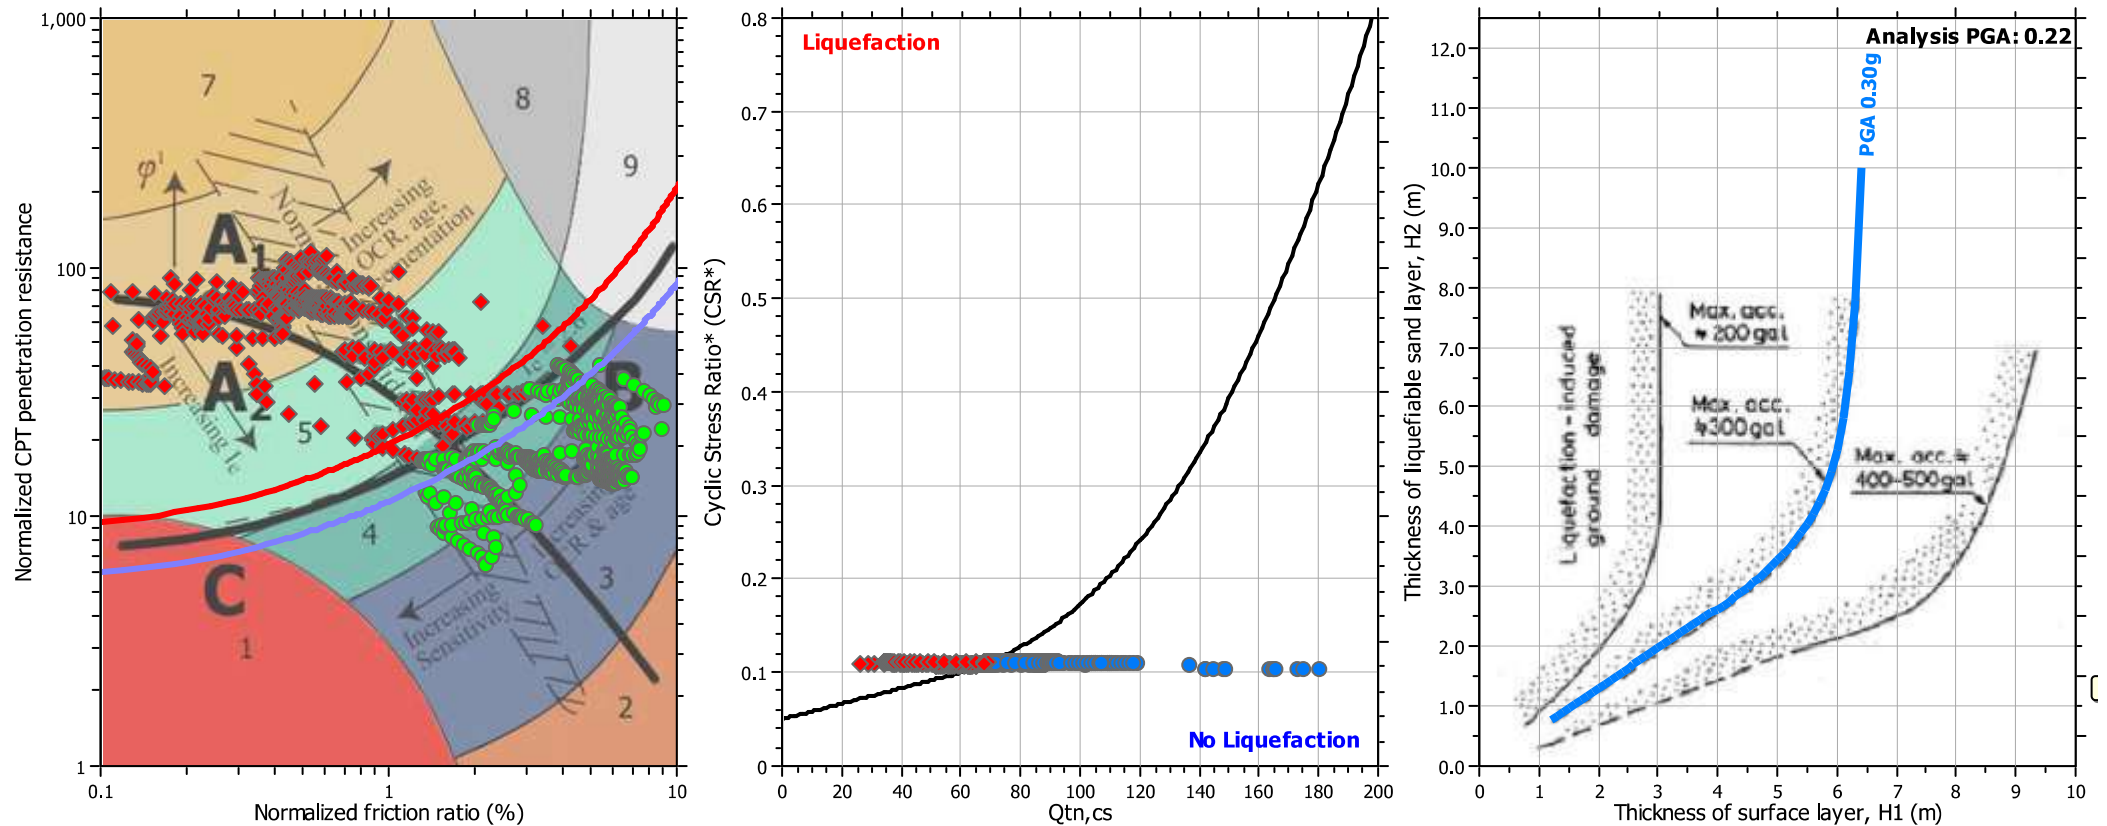 1,000
100
10
1
0.1
1
10
Normalized CPT penetration resistance
Normalized friction ratio (%)
7
8
9
φ'
A1
A2
B
C
5
4
3
1
2
Increasing
OCR, age,
cementation
Increasing Ic
Increasing
Sensitivity
Increasing
OCR & age
Liquefaction
No Liquefaction
0.8
0.7
0.6
0.5
0.4
0.3
0.2
0.1
0
0
20
40
60
80
100
120
140
160
180
200
Cyclic Stress Ratio* (CSR*)
Qtn,cs
Analysis PGA: 0.22
PGA 0.30g
12.0
11.0
10.0
9.0
8.0
7.0
6.0
5.0
4.0
3.0
2.0
1.0
0.0
0
1
2
3
4
5
6
7
8
9
10
Thickness of liquefiable sand layer, H2 (m)
Thickness of surface layer, H1 (m)
Liquefaction-induced
ground damage
Max. acc.
≒200gal
Max. acc.
≒300gal
Max. acc. ≒
400-500gal